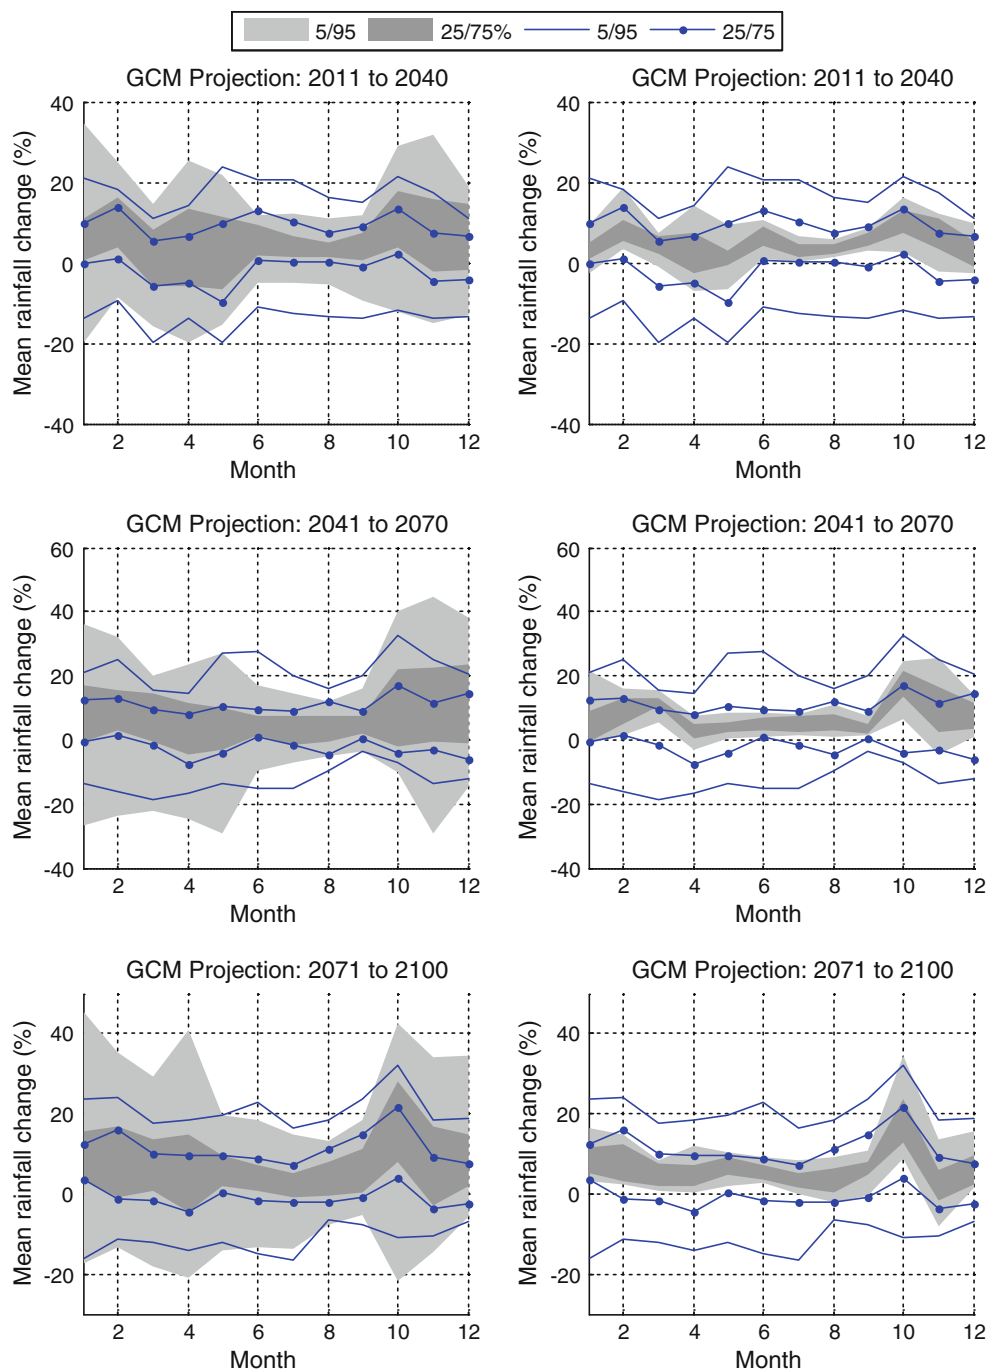 5/95 25/75% 5/95 25/75
GCM Projection: 2011 to 2040
Mean rainfall change (%)
40
20
0
-20
-40
2 4 6 8 10 12
Month
GCM Projection: 2011 to 2040
Mean rainfall change (%)
40
20
0
-20
-40
2 4 6 8 10 12
Month
GCM Projection: 2041 to 2070
Mean rainfall change (%)
60
40
20
0
-20
-40
2 4 6 8 10 12
Month
GCM Projection: 2041 to 2070
Mean rainfall change (%)
60
40
20
0
-20
-40
2 4 6 8 10 12
Month
GCM Projection: 2071 to 2100
Mean rainfall change (%)
40
20
0
-20
2 4 6 8 10 12
Month
GCM Projection: 2071 to 2100
Mean rainfall change (%)
40
20
0
-20
2 4 6 8 10 12
Month